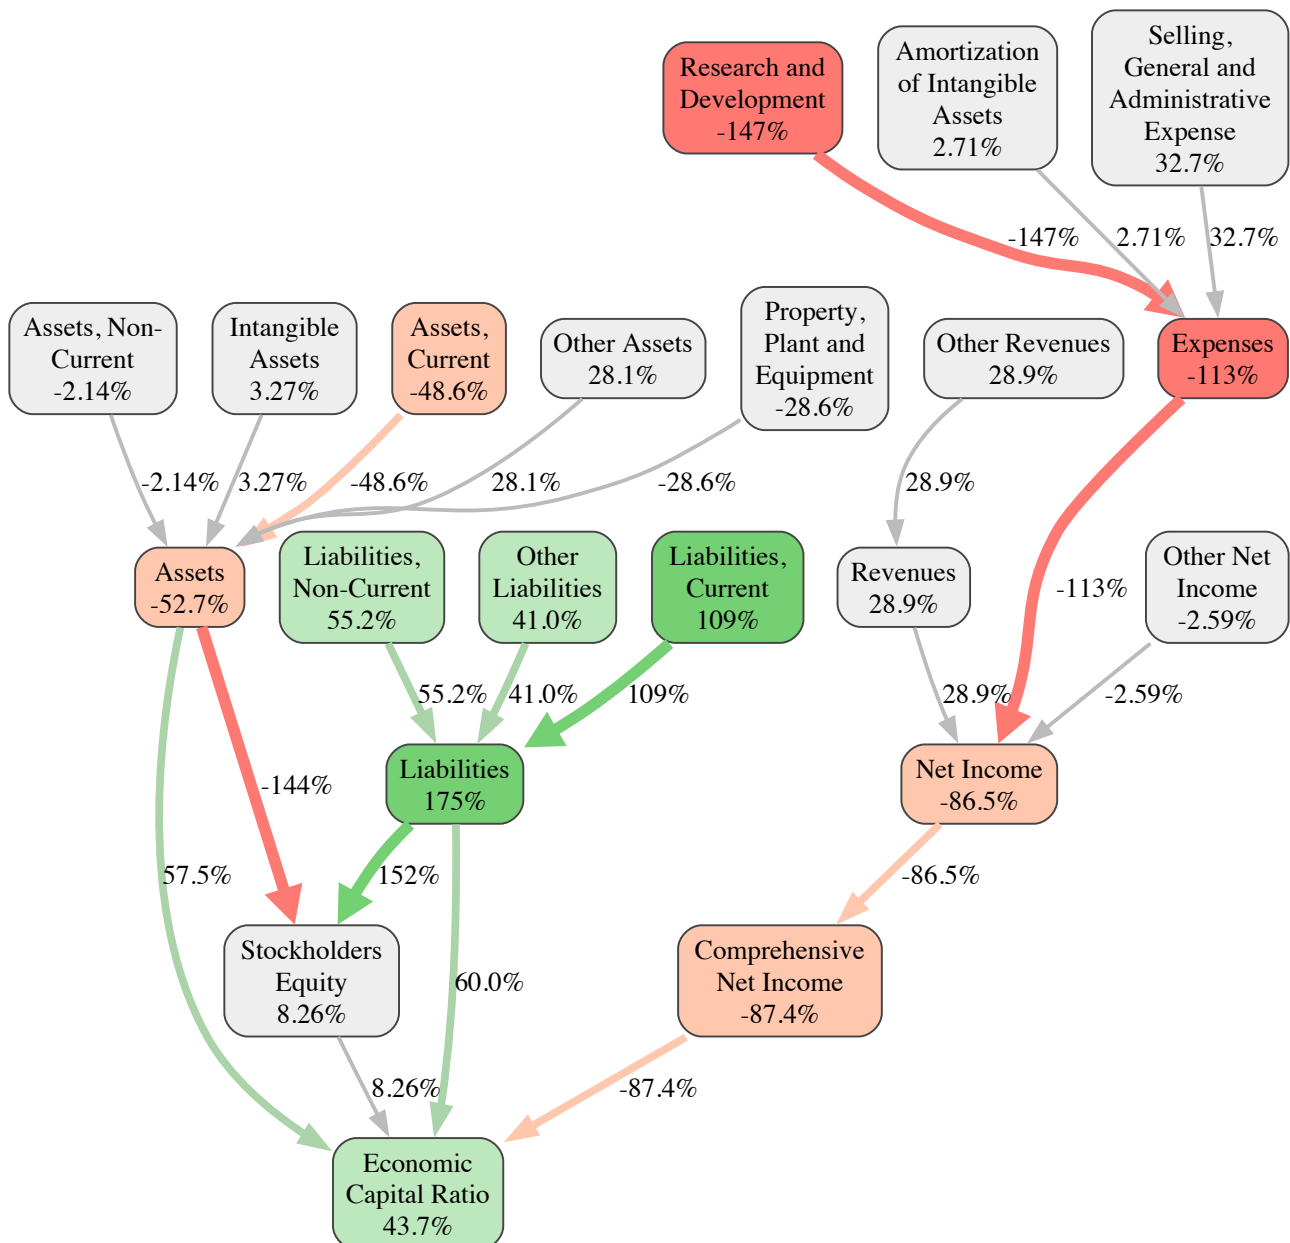 Research and
Development
-147%
Amortization
of Intangible
Assets
2.71%
Selling,
General and
Administrative
Expense
32.7%
-147%
2.71%
32.7%
Assets, Non-
Current
-2.14%
Intangible
Assets
3.27%
Assets,
Current
-48.6%
Other Assets
28.1%
Property,
Plant and
Equipment
-28.6%
Other Revenues
28.9%
Expenses
-113%
-2.14%
3.27%
-48.6%
28.1%
-28.6%
28.9%
Assets
-52.7%
Liabilities,
Non-Current
55.2%
Other
Liabilities
41.0%
Liabilities,
Current
109%
Revenues
28.9%
-113%
Other Net
Income
-2.59%
55.2%
41.0%
109%
28.9%
-2.59%
-144%
Liabilities
175%
Net Income
-86.5%
57.5%
152%
-86.5%
Stockholders
Equity
8.26%
60.0%
Comprehensive
Net Income
-87.4%
8.26%
-87.4%
Economic
Capital Ratio
43.7%